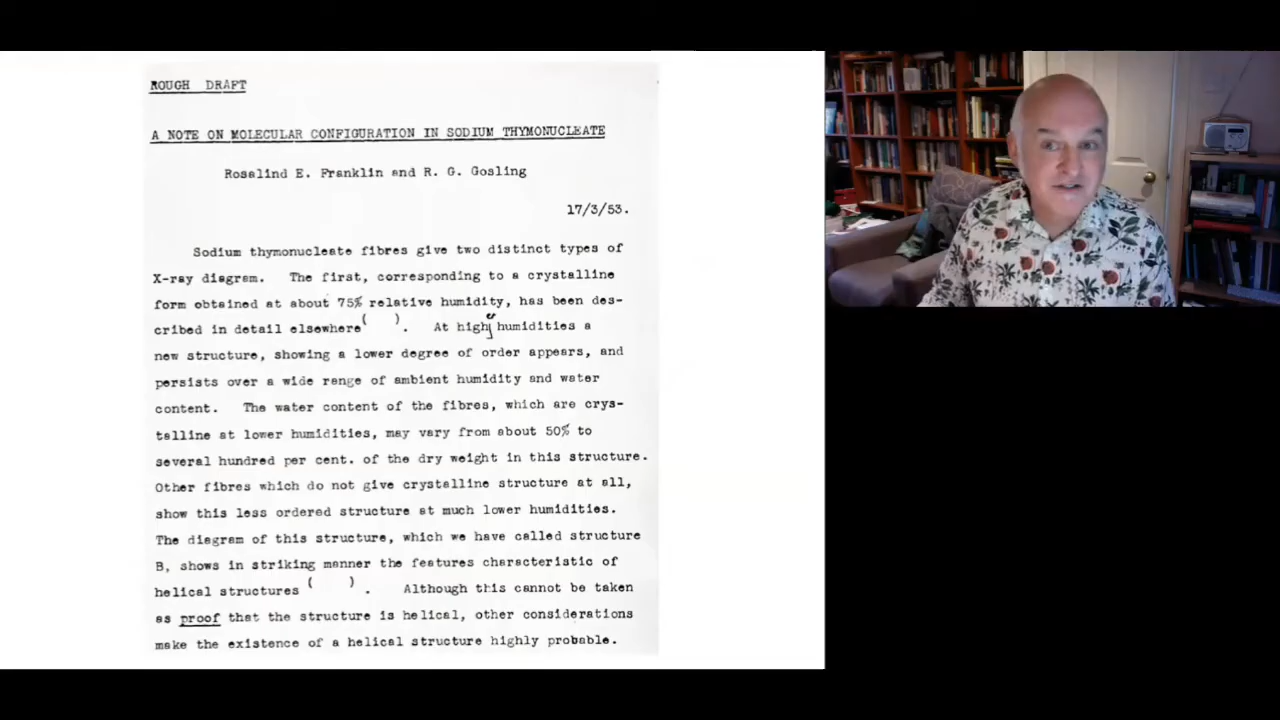 ROUGH DRAFT
A NOTE ON MOLECULAR CONFIGURATION IN SODIUM THYMONUCLEATE
Rosalind E. Franklin and R. G. Gosling
17/3/53.
Sodium thymonucleate fibres give two distinct types of
X-ray diagram. The first, corresponding to a crystalline
form obtained at about 75% relative humidity, has been des-
cribed in detail elsewhere( ). At higher humidities a
new structure, showing a lower degree of order appears, and
persists over a wide range of ambient humidity and water
content. The water content of the fibres, which are crys-
talline at lower humidities, may vary from about 50% to
several hundred per cent. of the dry weight in this structure.
Other fibres which do not give crystalline structure at all,
show this less ordered structure at much lower humidities.
The diagram of this structure, which we have called structure
B, shows in striking manner the features characteristic of
helical structures ( ). Although this cannot be taken
as proof that the structure is helical, other considerations
make the existence of a helical structure highly probable.